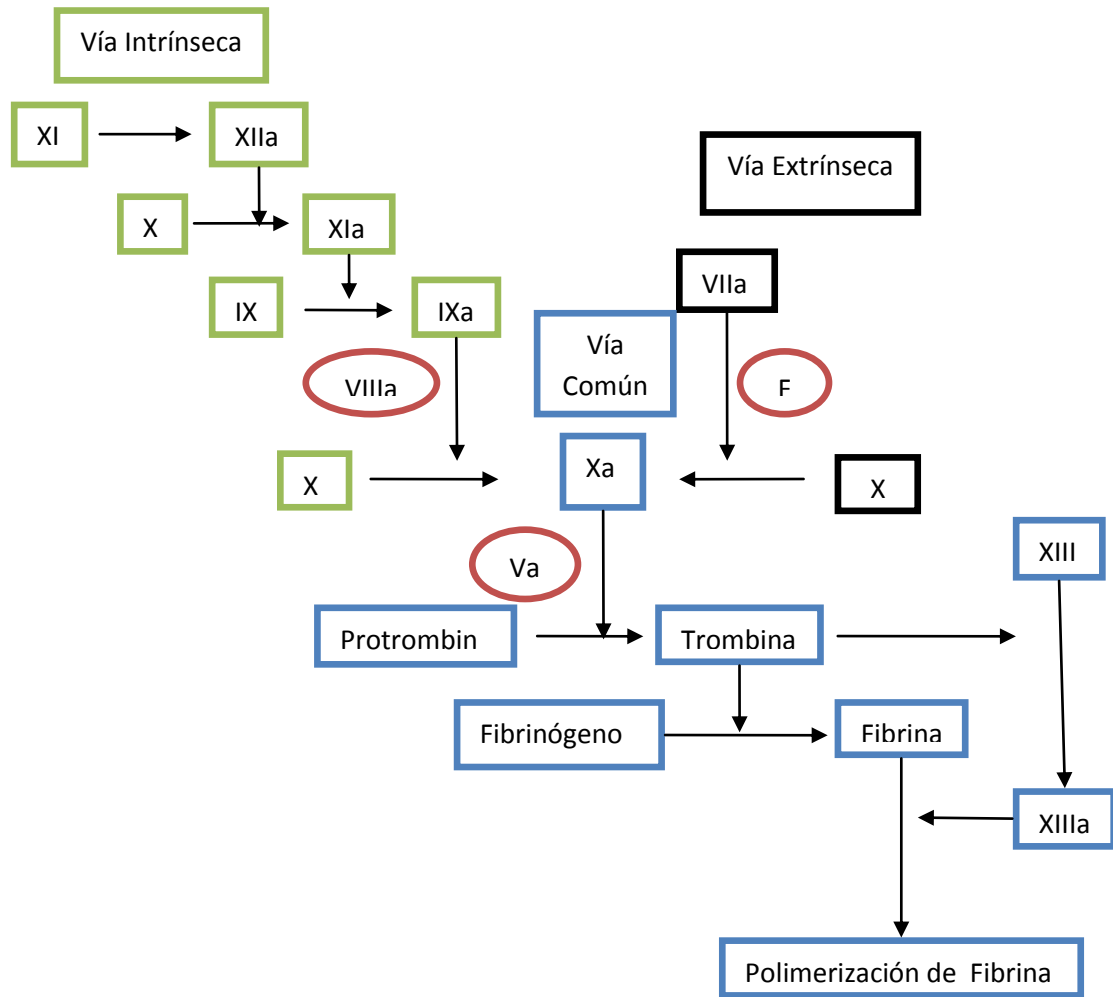 Vía Intrínseca
XI
XIIa
Vía Extrínseca
X
XIa
VIIa
IX
IXa
Vía
Común
VIIIa
F
X
Xa
X
Va
XIII
Protrombin
Trombina
Fibrinógeno
Fibrina
XIIIa
Polimerización de Fibrina